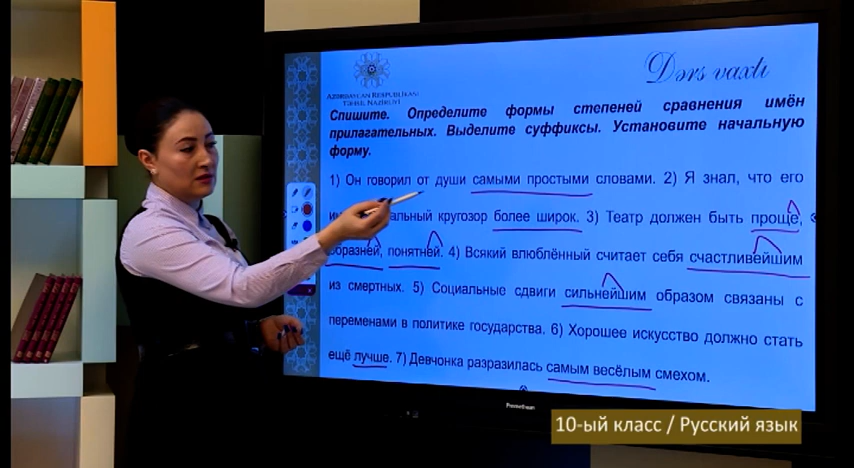 Dərs vaxtı
AZƏRBAYCAN RESPUBLİKASI
TƏHSİL NAZİRLİYİ
Спишите. Определите формы степеней сравнения имён
прилагательных. Выделите суффиксы. Установите начальную
форму.
1) Он говорил от души самыми простыми словами. 2) Я знал, что его
альный кругозор более широк. 3) Театр должен быть проще,
образней, понятней. 4) Всякий влюблённый считает себя счастливейшим
из смертных. 5) Социальные сдвиги сильнейшим образом связаны с
переменами в политике государства. 6) Хорошее искусство должно стать
ещё лучше. 7) Девчонка разразилась самым весёлым смехом.
Promethean
10-ый класс / Русский язык